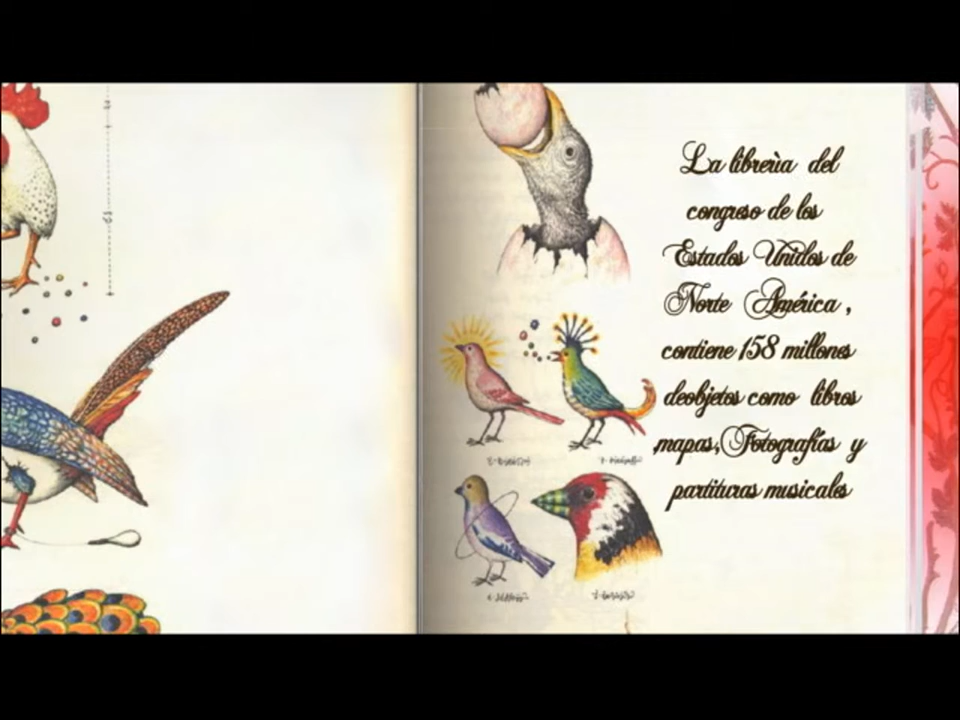 La libreria del
congreso de los
Estados Unidos de
Norte América ,
contiene 158 millones
deobjetos como libros
mapas,Fotografías y
partituras musicales